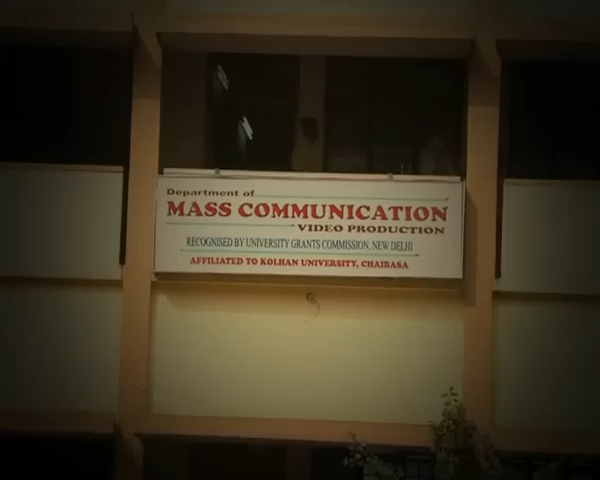 Department of
MASS COMMUNICATION
VIDEO PRODUCTION
RECOGNISED BY UNIVERSITY GRANTS COMMISSION, NEW DELHI
AFFILIATED TO KOLHAN UNIVERSITY, CHAIBASA